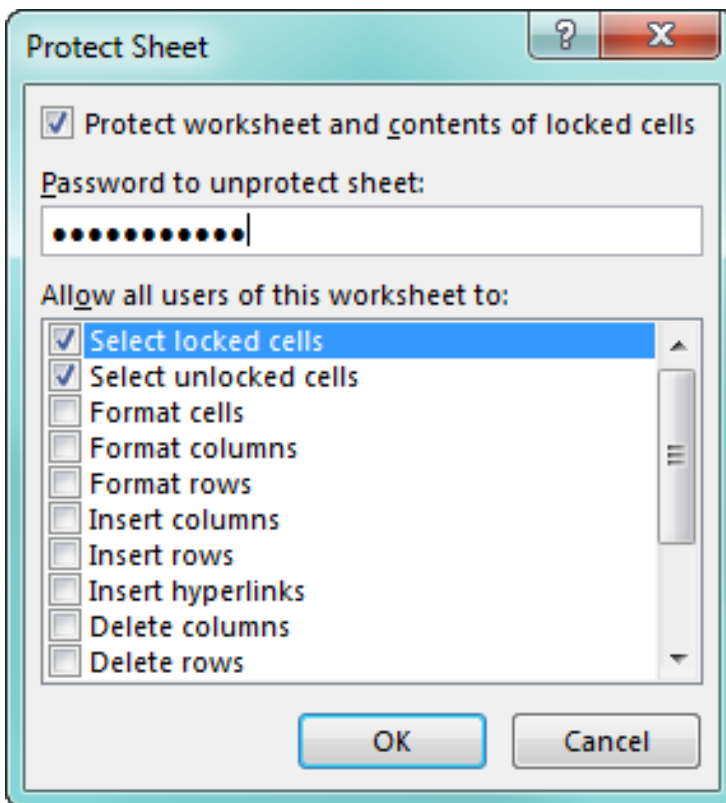 Protect Sheet
Protect worksheet and contents of locked cells
Password to unprotect sheet:
●●●●●●●●●●●
Allow all users of this worksheet to:
Select locked cells
Select unlocked cells
Format cells
Format columns
Format rows
Insert columns
Insert rows
Insert hyperlinks
Delete columns
Delete rows
OK Cancel